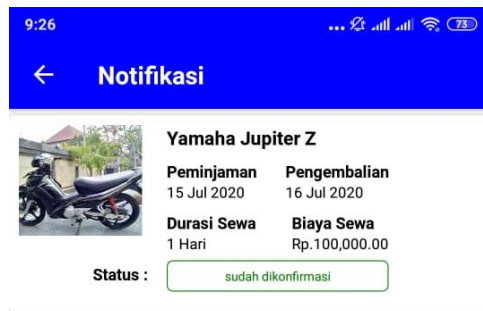 9:26 ... 73
Notifikasi
Yamaha Jupiter Z
Peminjaman Pengembalian
15 Jul 2020 16 Jul 2020
Durasi Sewa Biaya Sewa
1 Hari Rp.100,000.00
Status : sudah dikonfirmasi